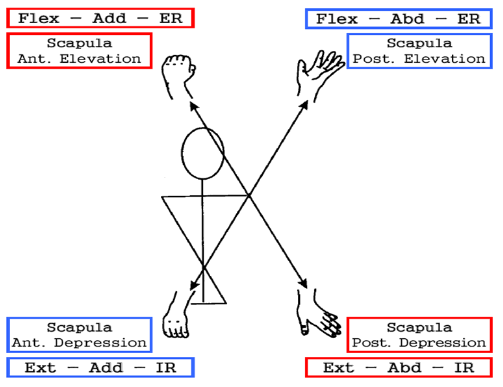 Flex – Add – ER
Scapula
Ant. Elevation
Flex – Abd – ER
Scapula
Post. Elevation
Scapula
Ant. Depression
Ext – Add – IR
Scapula
Post. Depression
Ext – Abd – IR